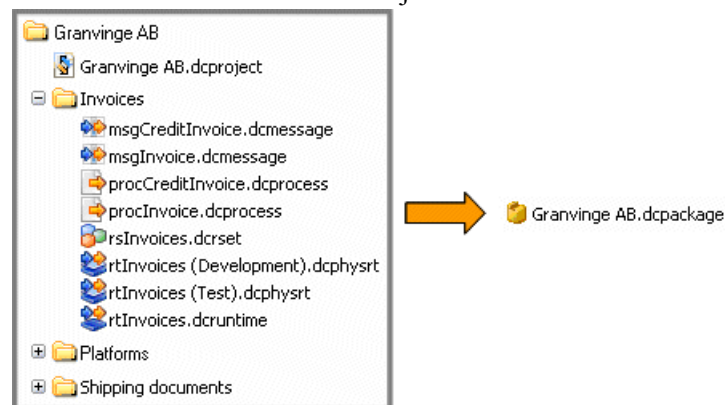 Granvinge AB
Granvinge AB.dcproject
Invoices
msgCreditInvoice.dcmessage
msgInvoice.dcmessage
procCreditInvoice.dcprocess
procInvoice.dcprocess
rsInvoices.dcrset
rtInvoices (Development).dcphysrt
rtInvoices (Test).dcphysrt
rtInvoices.dcruntime
Platforms
Shipping documents
Granvinge AB.dcpackage